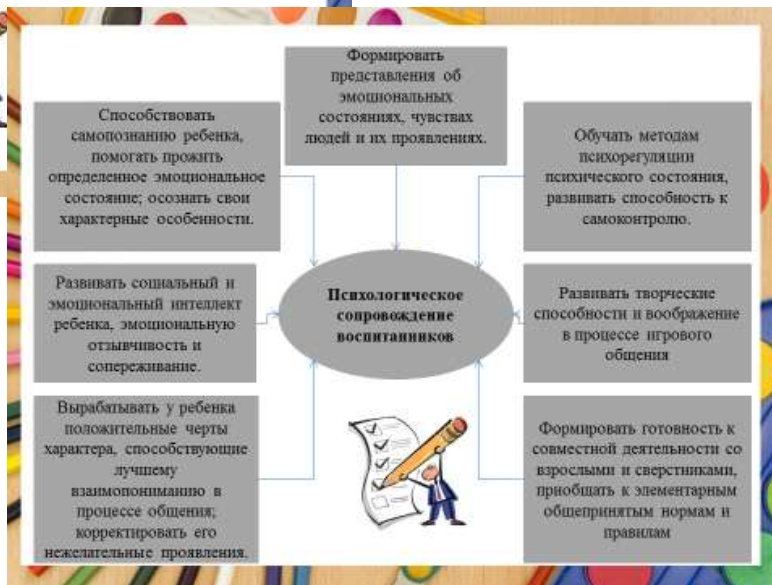 Формировать
представления об
эмоциональных
состояниях, чувствах
людей и их проявлениях.
Способствовать
самопознанию ребенка,
помогать прожить
определенное эмоциональное
состояние; осознать свои
характерные особенности.
Обучать методам
психорегуляции
психического состояния,
развивать способность к
самоконтролю.
Развивать социальный и
эмоциональный интеллект
ребенка, эмоциональную
отзывчивость и
сопереживание.
Психологическое
сопровождение
воспитанников
Развивать творческие
способности и воображение
в процессе игрового
общения
Вырабатывать у ребенка
положительные черты
характера, способствующие
лучшему
взаимопониманию в
процессе общения;
корректировать его
нежелательные проявления.
Формировать готовность к
совместной деятельности со
взрослыми и сверстниками,
приобщать к элементарным
общепринятым нормам и
правилам